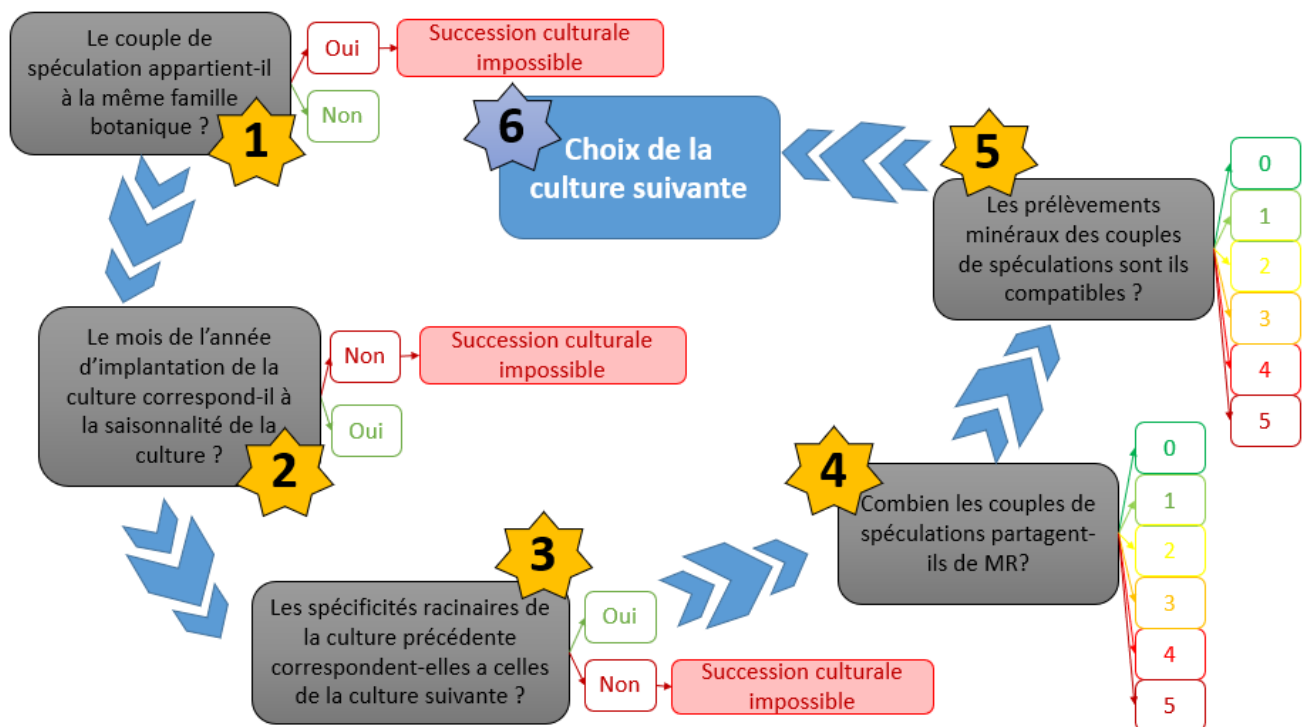 Le couple de
spéculation appartient-il
à la même famille
botanique ?
1
Oui
Succession culturale
impossible
Non
Le mois de l'année
d'implantation de la
culture correspond-il à
la saisonnalité de la
culture ?
2
Non
Succession culturale
impossible
Oui
3
Les spécificités racinaires de
la culture précédente
correspondent-elles a celles
de la culture suivante ?
Oui
Non
Succession culturale
impossible
4
Combien les couples de
spéculations partagent-
ils de MR?
0
1
2
3
4
5
5
Les prélèvements
minéraux des couples
de spéculations sont ils
compatibles ?
0
1
2
3
4
5
6
Choix de la
culture suivante